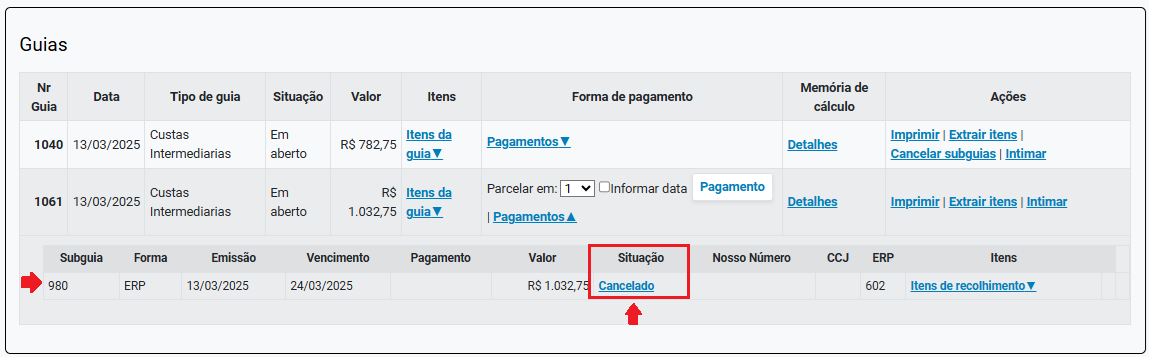 Guias
Nr Guia Data Tipo de guia Situação Valor Itens Forma de pagamento Memória de cálculo Ações
1040 13/03/2025 Custas Intermediarias Em aberto R$ 782,75 Itens da guia▼ Pagamentos▼ Detalhes Imprimir | Extrair itens | Cancelar subguias | Intimar
1061 13/03/2025 Custas Intermediarias Em aberto R$ 1.032,75 Itens da guia▼ Parcelar em: 1 Informar data Pagamento | Pagamentos▲ Detalhes Imprimir | Extrair itens | Intimar
Subguia Forma Emissão Vencimento Pagamento Valor Situação Nosso Número CCJ ERP Itens
980 ERP 13/03/2025 24/03/2025 R$ 1.032,75 Cancelado 602 Itens de recolhimento▼